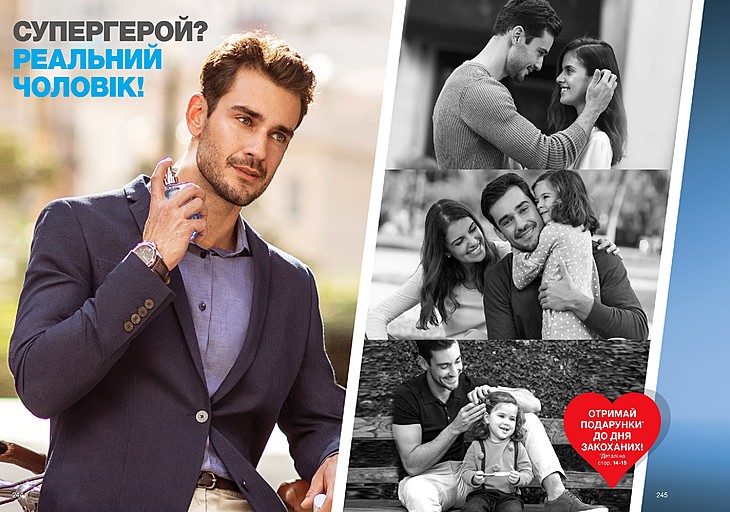 СУПЕРГЕРОЙ?
РЕАЛЬНИЙ
ЧОЛОВІК!
ОТРИМАЙ
ПОДАРУНКИ*
ДО ДНЯ
ЗАКОХАНИХ!
*Деталі на
стор. 14-15
245